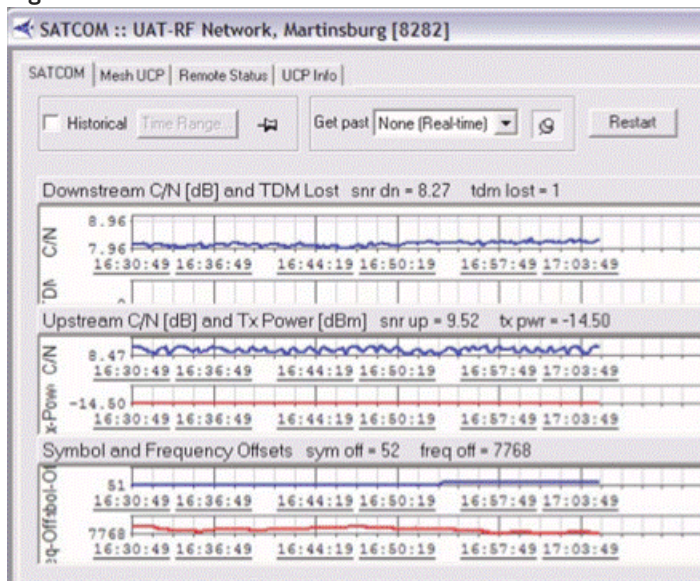 SATCOM :: UAT-RF Network, Martinsburg [8282]
SATCOM Mesh UCP Remote Status UCP Info
Historical Time Range... Get past None (Real-time) Restart
Downstream C/N [dB] and TDM Lost snr dn = 8.27 tdm lost = 1
C/N
8.96
7.96
16:30:49 16:36:49 16:44:19 16:50:19 16:57:49 17:03:49
Upstream C/N [dB] and Tx Power [dBm] snr up = 9.52 tx pwr = -14.50
C/N
8.47
16:30:49 16:36:49 16:44:19 16:50:19 16:57:49 17:03:49
x-Pow
-14.50
16:30:49 16:36:49 16:44:19 16:50:19 16:57:49 17:03:49
Symbol and Frequency Offsets sym off = 52 freq off = 7768
51
16:30:49 16:36:49 16:44:19 16:50:19 16:57:49 17:03:49
eq-Offs
7768
16:30:49 16:36:49 16:44:19 16:50:19 16:57:49 17:03:49